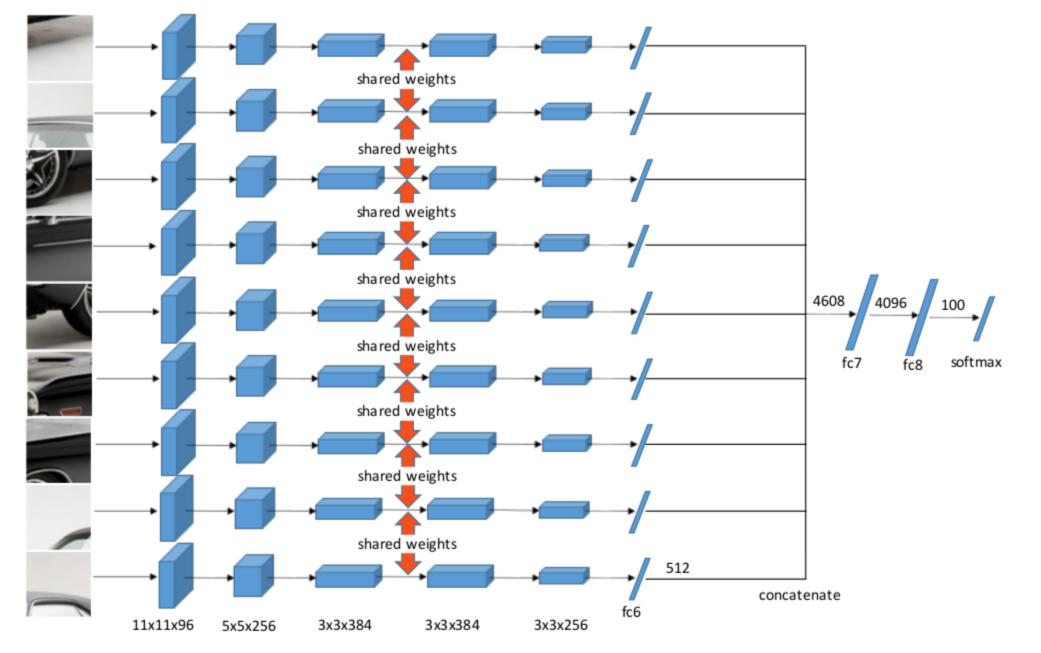 shared weights
shared weights
shared weights
shared weights
shared weights
shared weights
shared weights
shared weights
4608
4096
100
fc7
fc8
softmax
512
concatenate
fc6
11x11x96
5x5x256
3x3x384
3x3x384
3x3x256